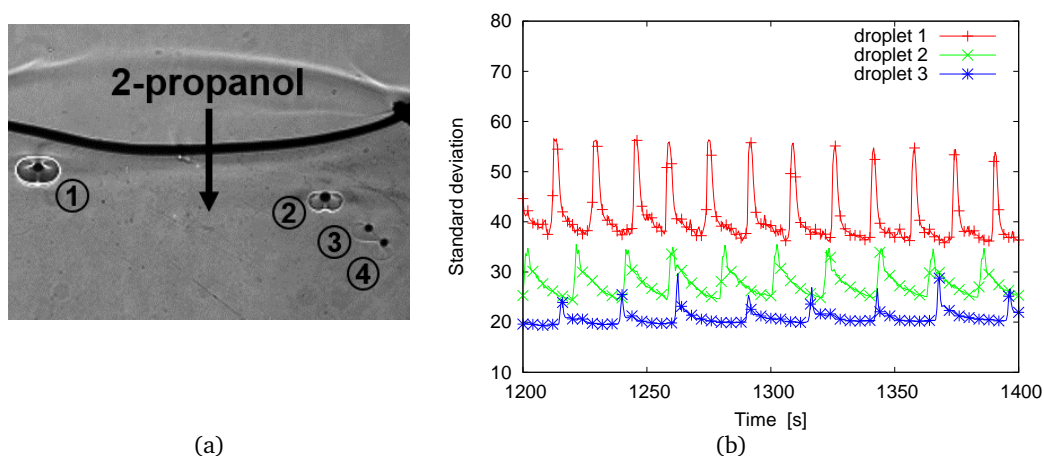 2-propanol
①
②
③
④
(a)
80
70
60
50
40
30
20
10
Standard deviation
droplet 1
droplet 2
droplet 3
1200 1250 1300 1350 1400
Time [s]
(b)